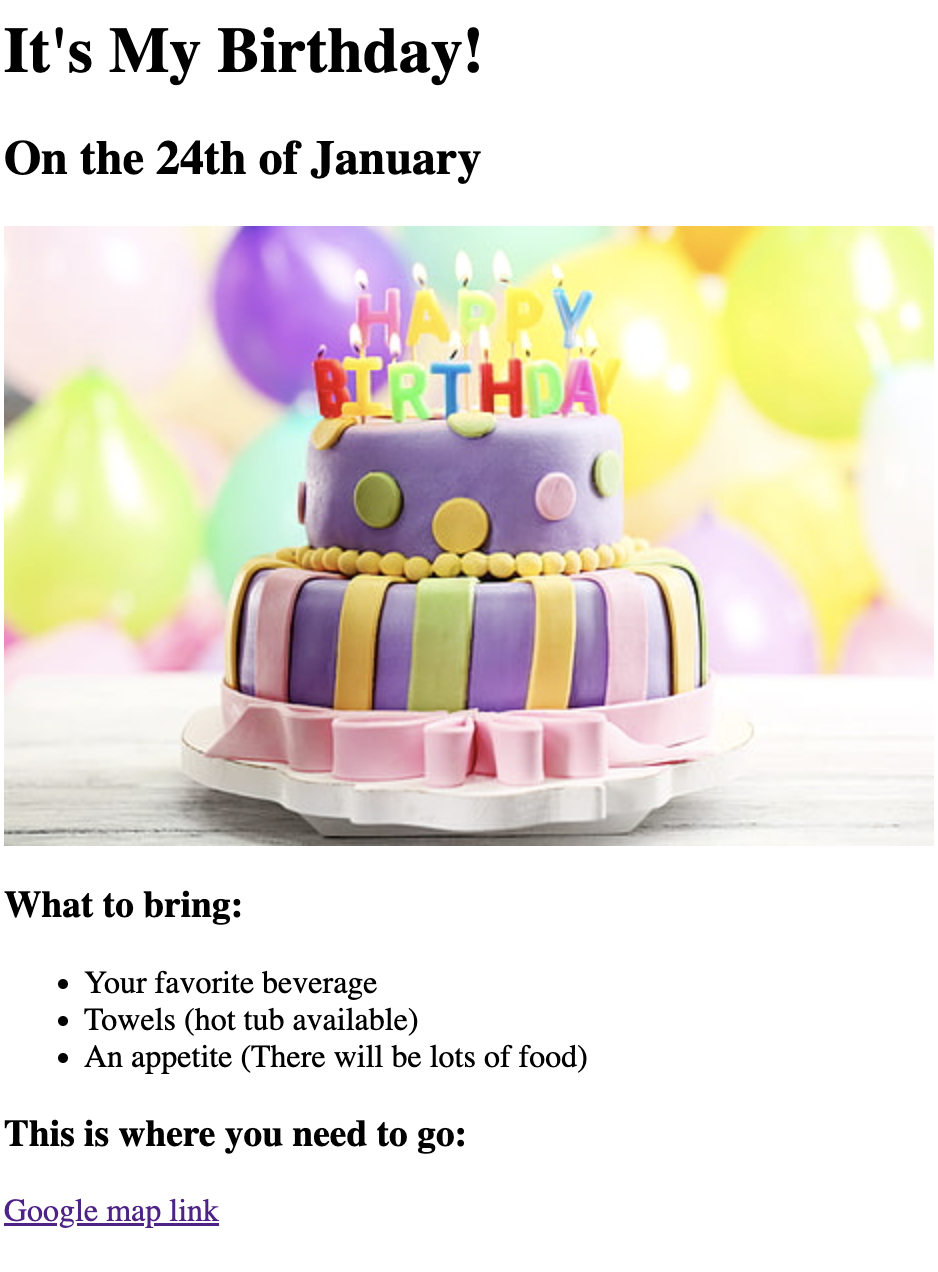 It's My Birthday!
On the 24th of January
HAPPY
BIRTHDAY
What to bring:
Your favorite beverage
Towels (hot tub available)
An appetite (There will be lots of food)
This is where you need to go:
Google map link